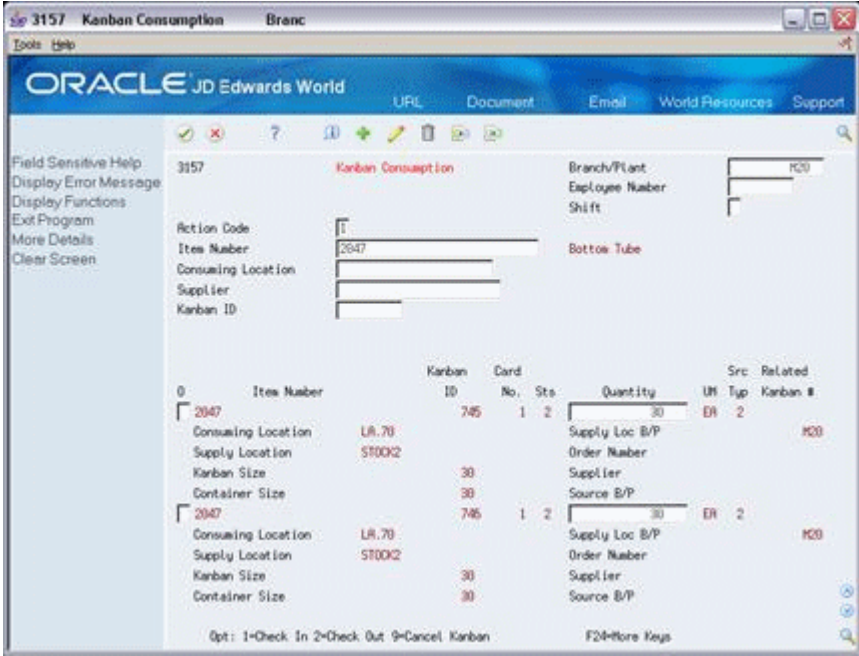 3157 Kanban Consumption Branc
Tools Help
ORACLE JD Edwards World
URL Document Email World Resources Support
Field Sensitive Help
Display Error Message
Display Functions
Exit Program
More Details
Clear Screen
3157 Kanban Consumption Branch/Plant M20
Employee Number
Shift
Action Code I
Item Number 2047 Bottom Tube
Consuming Location
Supplier
Kanban ID
Kanban Card Src Related
O Item Number ID No. Sts Quantity UM Typ Kanban #
2047 745 1 2 30 EA 2
Consuming Location LA.70 Supply Loc B/P M20
Supply Location STOCK2 Order Number
Kanban Size 30 Supplier
Container Size 30 Source B/P
2047 746 1 2 30 EA 2
Consuming Location LA.70 Supply Loc B/P M20
Supply Location STOCK2 Order Number
Kanban Size 30 Supplier
Container Size 30 Source B/P
Opt: 1=Check In 2=Check Out 9=Cancel Kanban F24=More Keys